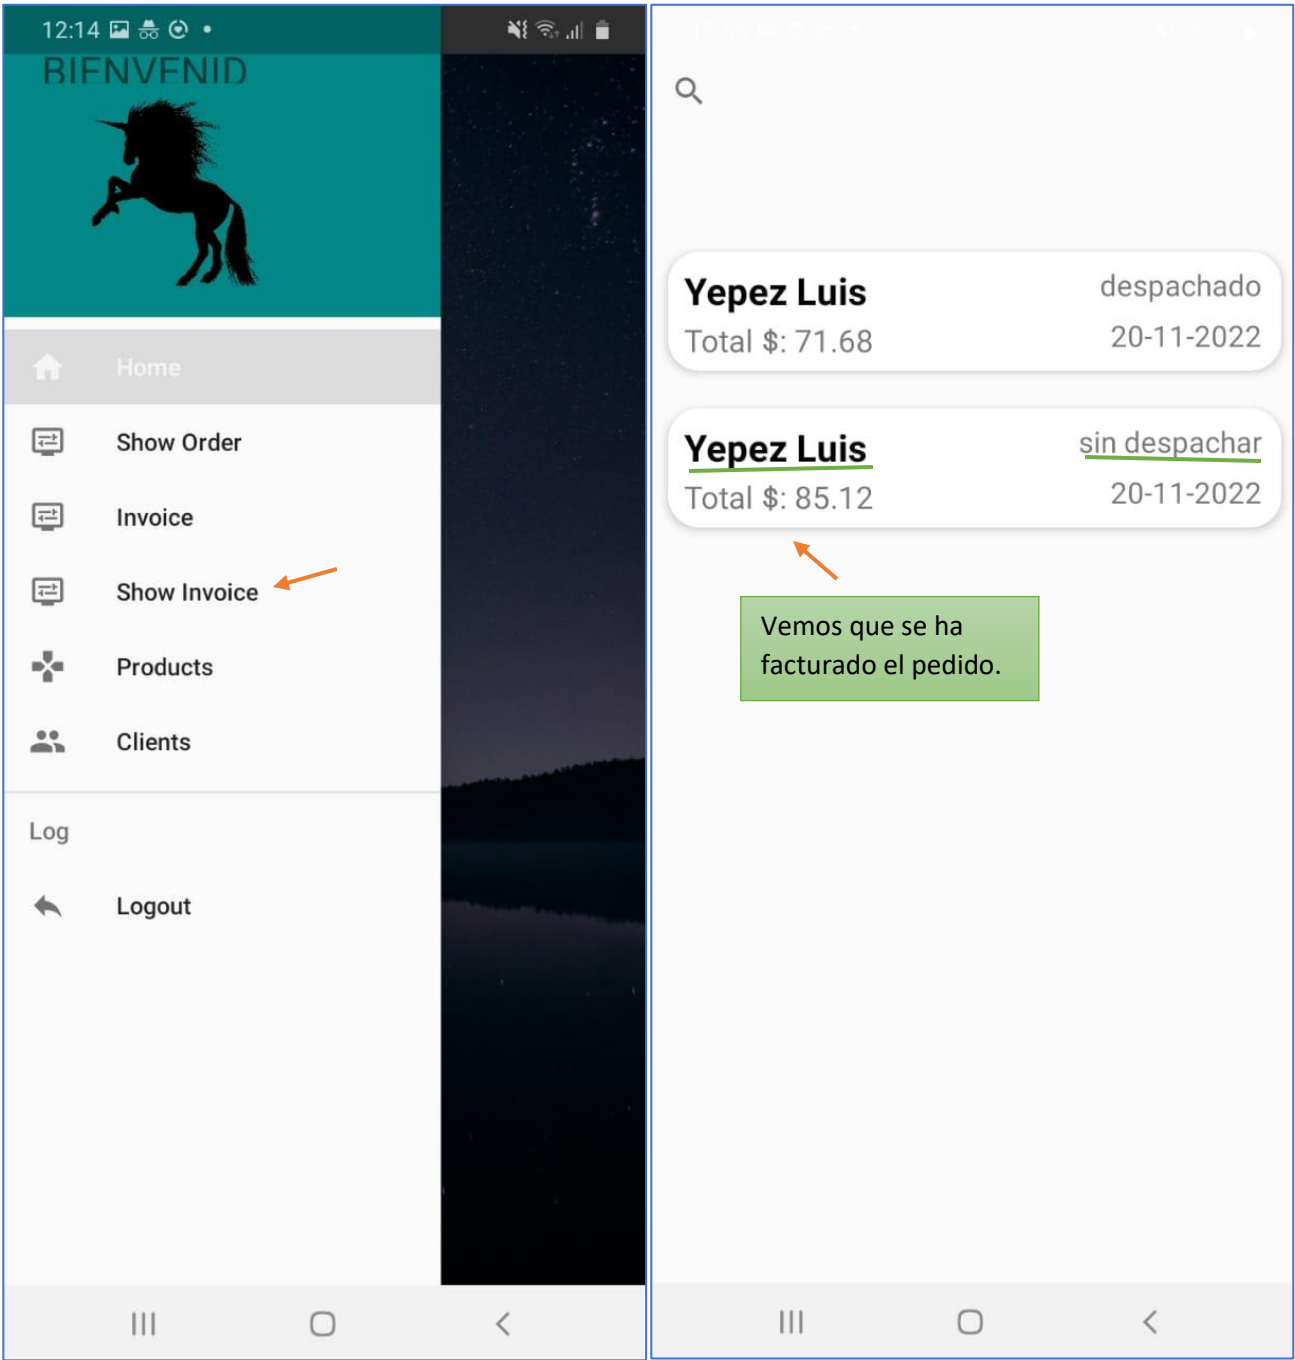 12:14
BIENVENID
Home
Show Order
Invoice
Show Invoice
Products
Clients
Log
Logout
Yepez Luis
despachado
Total $: 71.68
20-11-2022
Yepez Luis
sin despachar
Total $: 85.12
20-11-2022
Vemos que se ha
facturado el pedido.